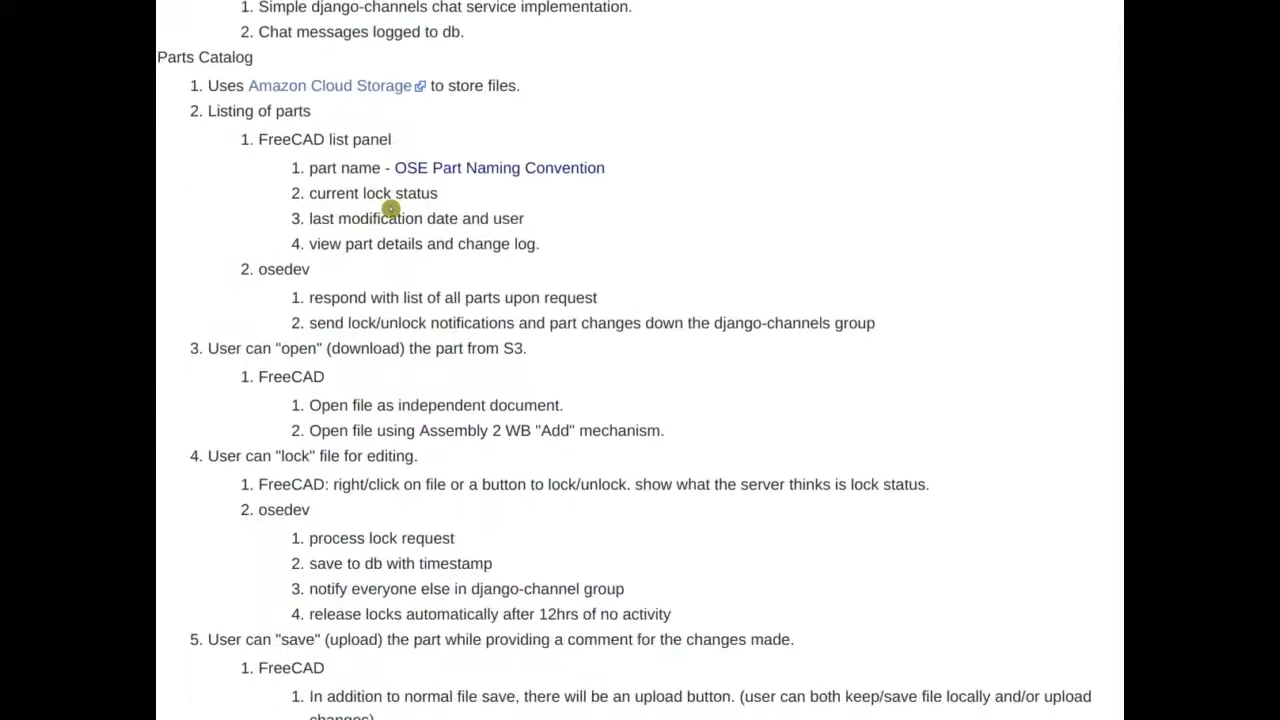 1. Simple django-channels chat service implementation.
2. Chat messages logged to db.
Parts Catalog
1. Uses Amazon Cloud Storage to store files.
2. Listing of parts
1. FreeCAD list panel
1. part name - OSE Part Naming Convention
2. current lock status
3. last modification date and user
4. view part details and change log.
2. osedev
1. respond with list of all parts upon request
2. send lock/unlock notifications and part changes down the django-channels group
3. User can "open" (download) the part from S3.
1. FreeCAD
1. Open file as independent document.
2. Open file using Assembly 2 WB "Add" mechanism.
4. User can "lock" file for editing.
1. FreeCAD: right/click on file or a button to lock/unlock. show what the server thinks is lock status.
2. osedev
1. process lock request
2. save to db with timestamp
3. notify everyone else in django-channel group
4. release locks automatically after 12hrs of no activity
5. User can "save" (upload) the part while providing a comment for the changes made.
1. FreeCAD
1. In addition to normal file save, there will be an upload button. (user can both keep/save file locally and/or upload
changes)